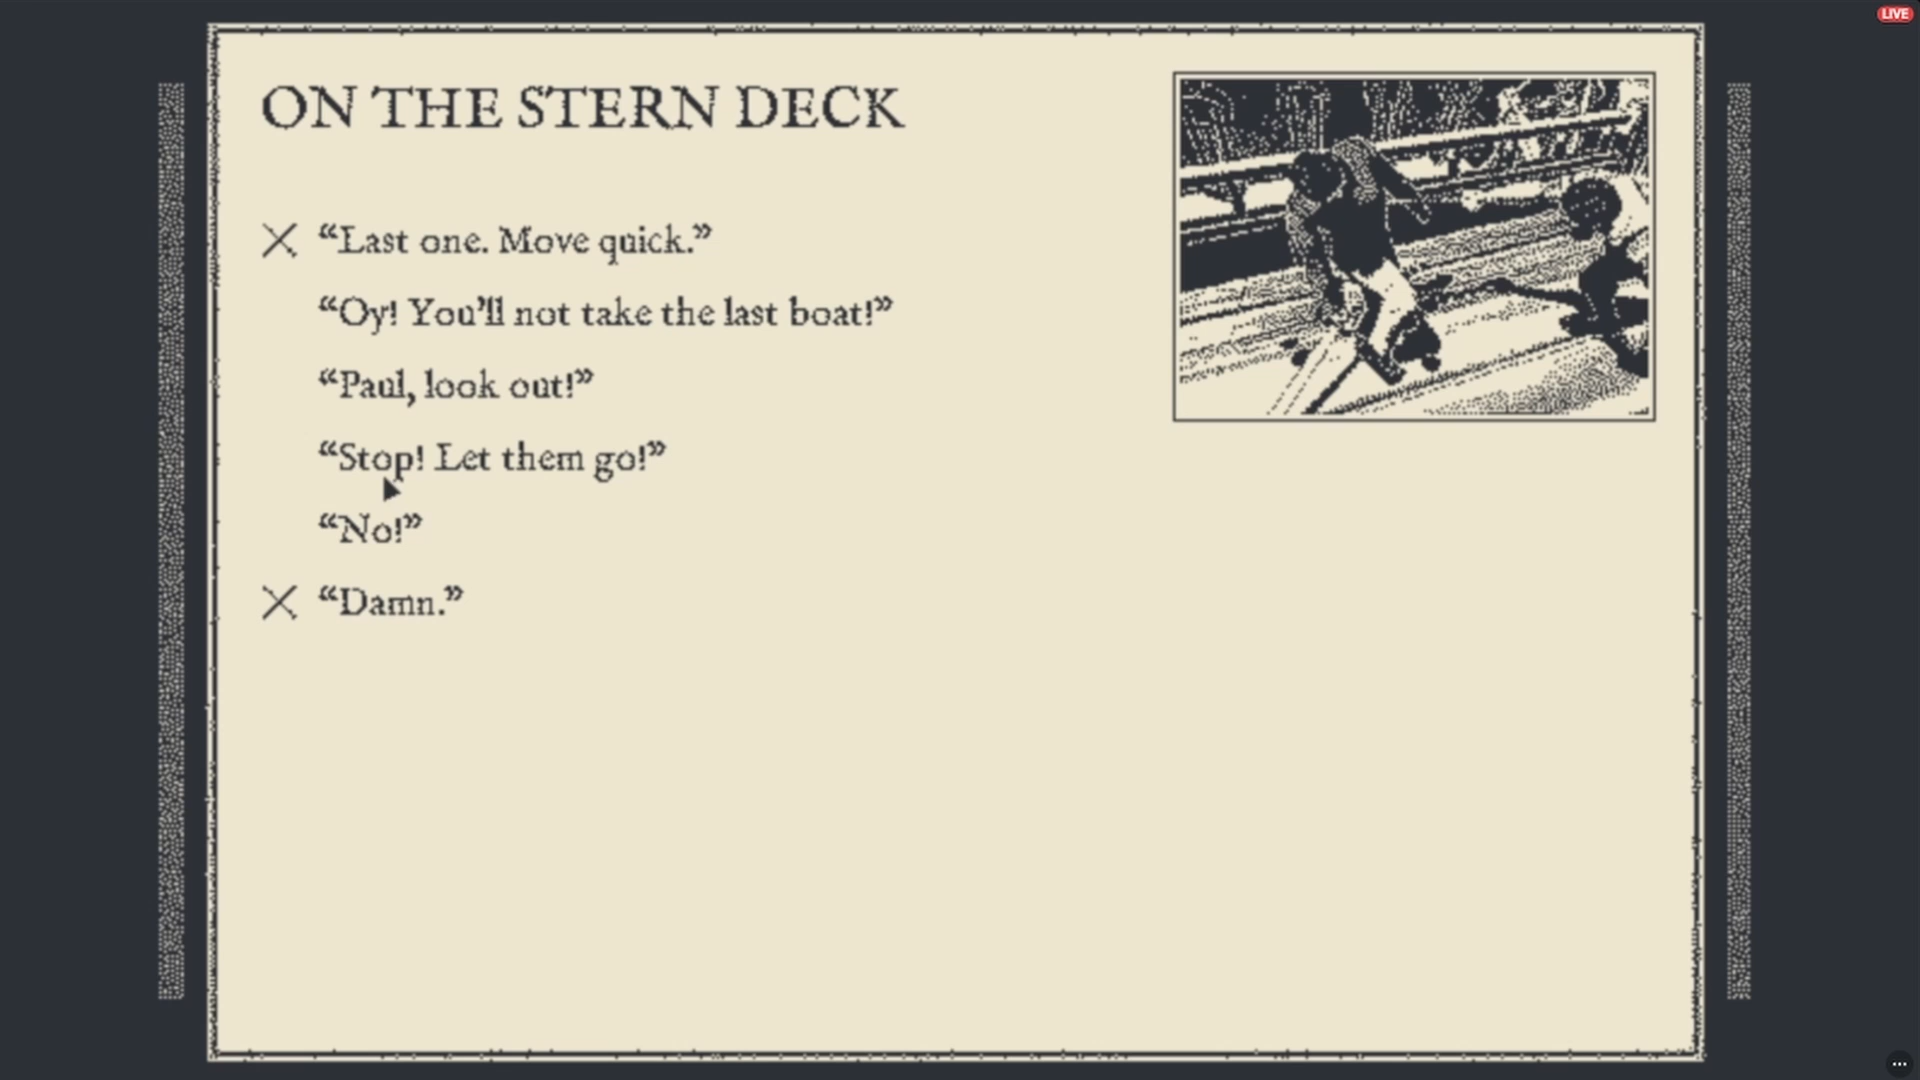 LIVE
ON THE STERN DECK
“Last one. Move quick.”
“Oy! You’ll not take the last boat!”
“Paul, look out!”
“Stop! Let them go!”
“No!”
“Damn.”